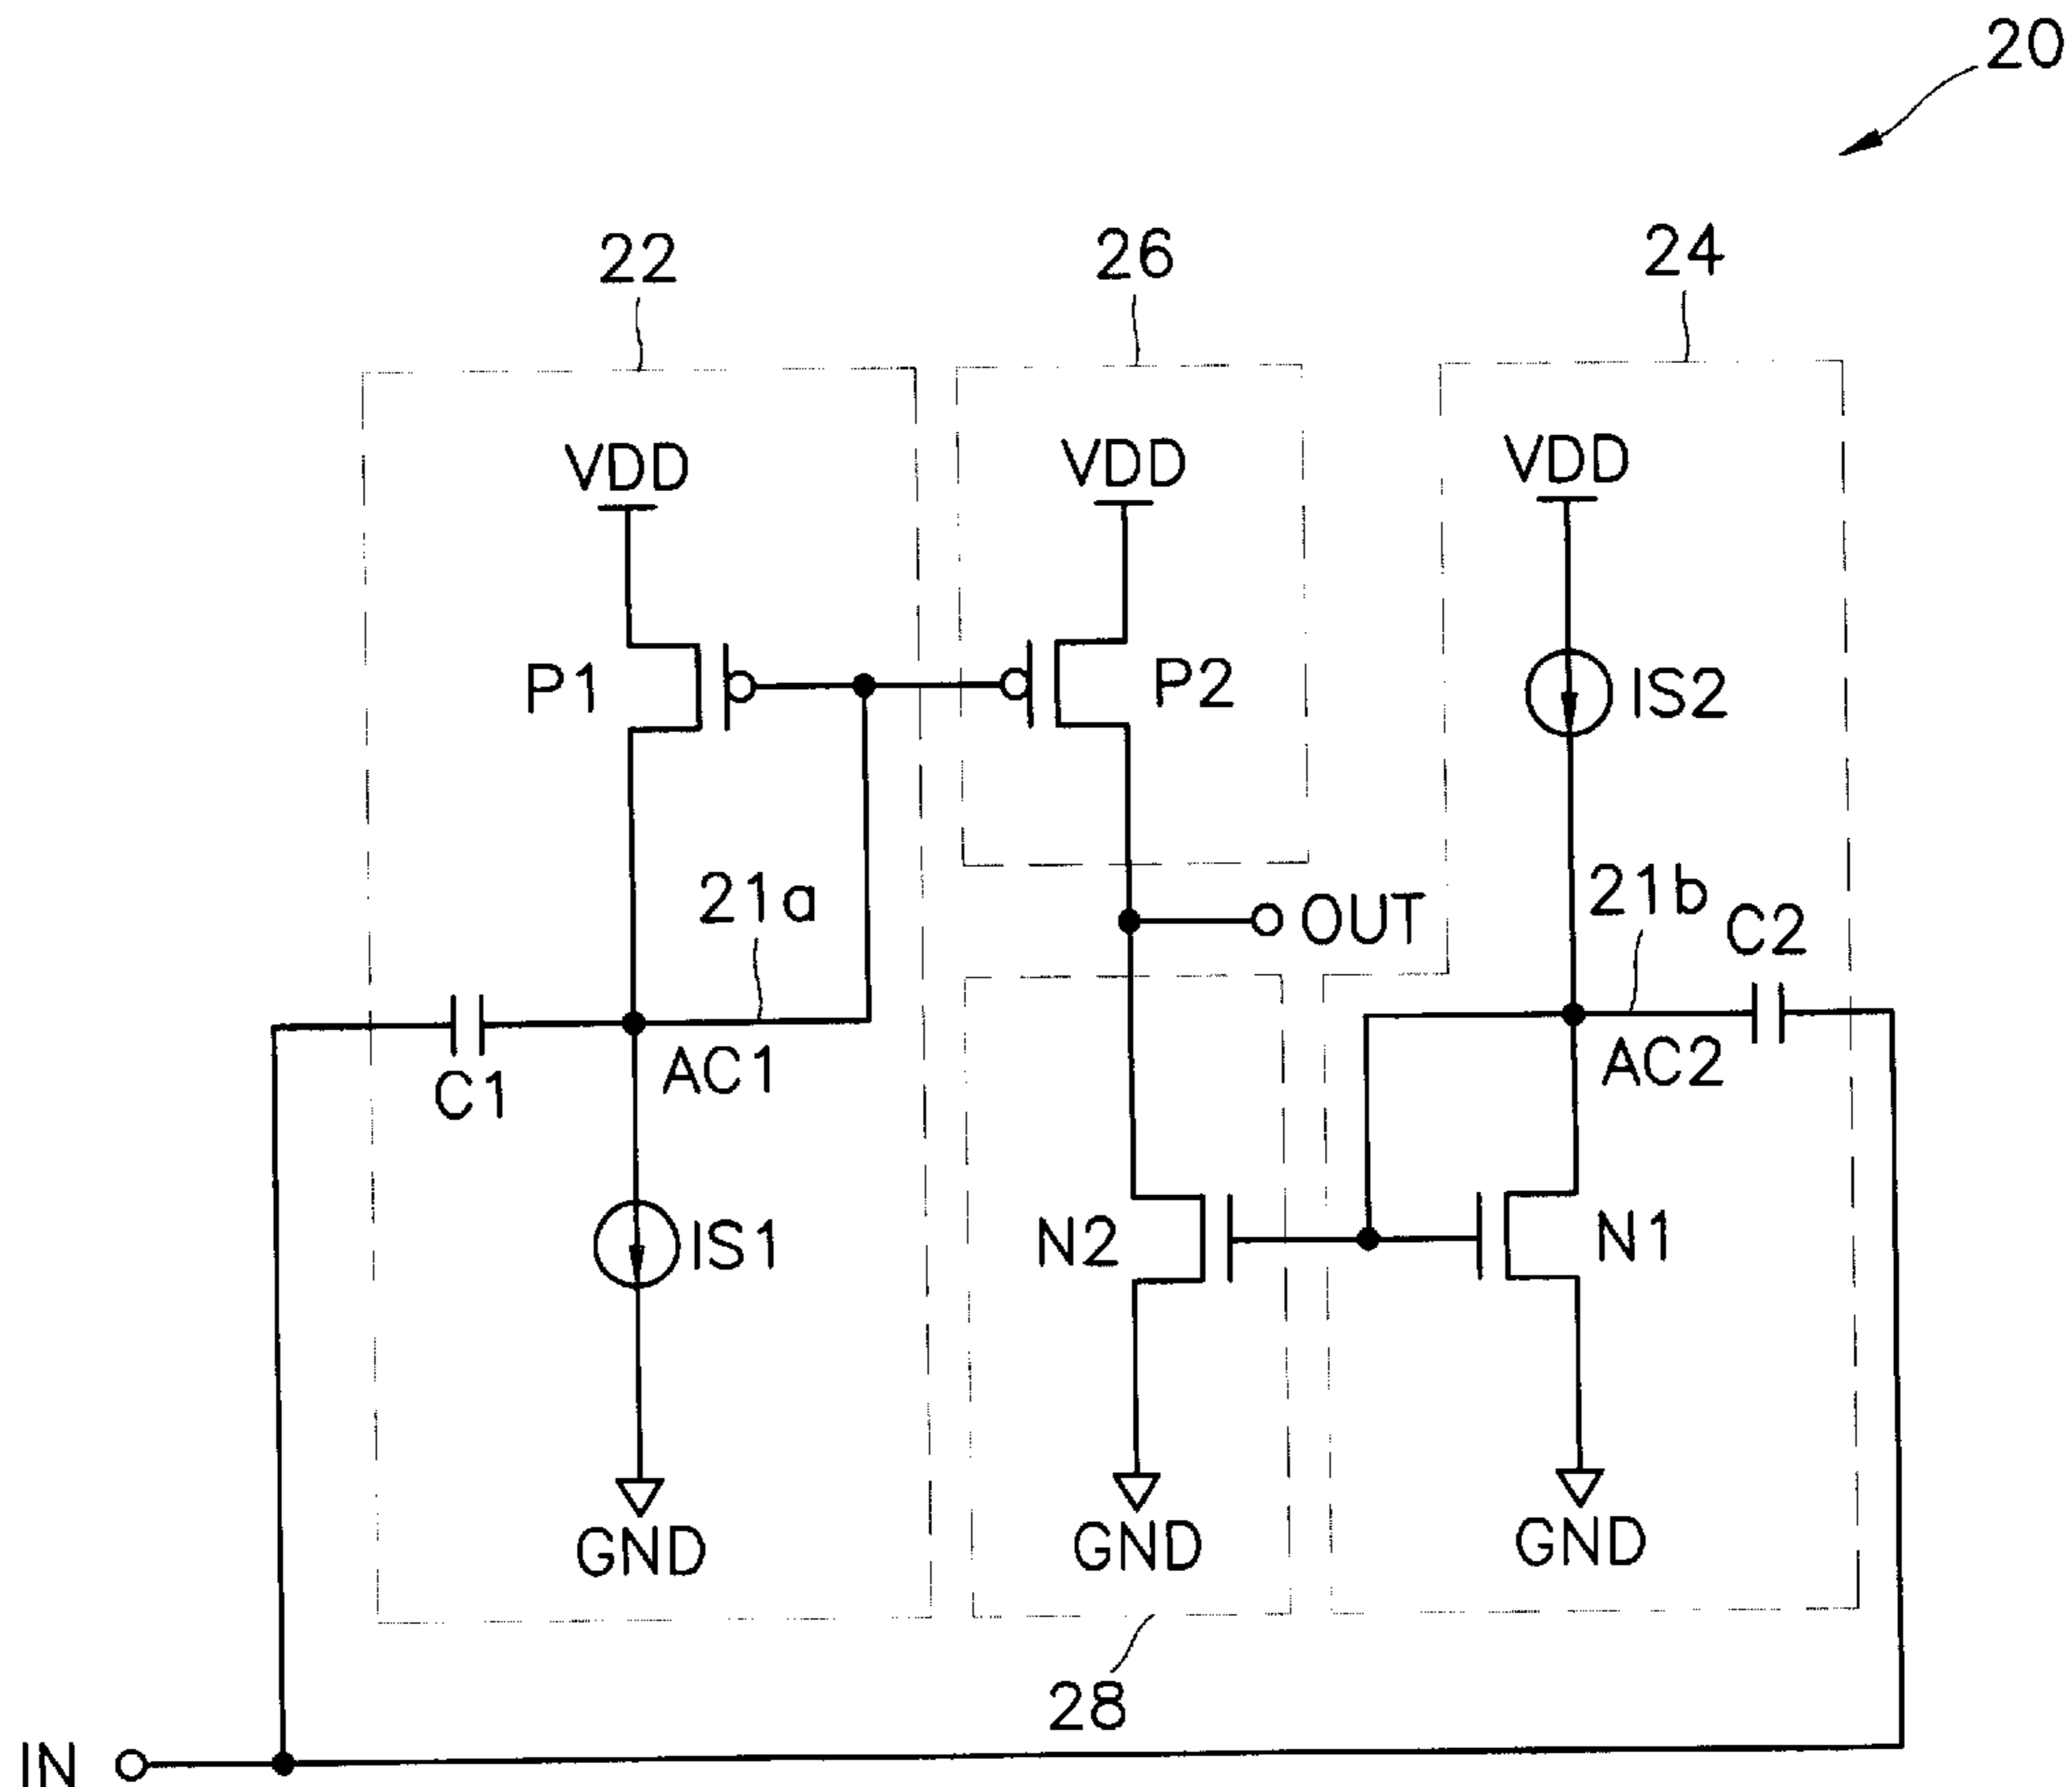 20
22
26
24
VDD
VDD
VDD
P1
P2
IS2
21a
OUT
21b
C2
C1
AC1
AC2
IS1
N2
N1
GND
GND
GND
28
IN